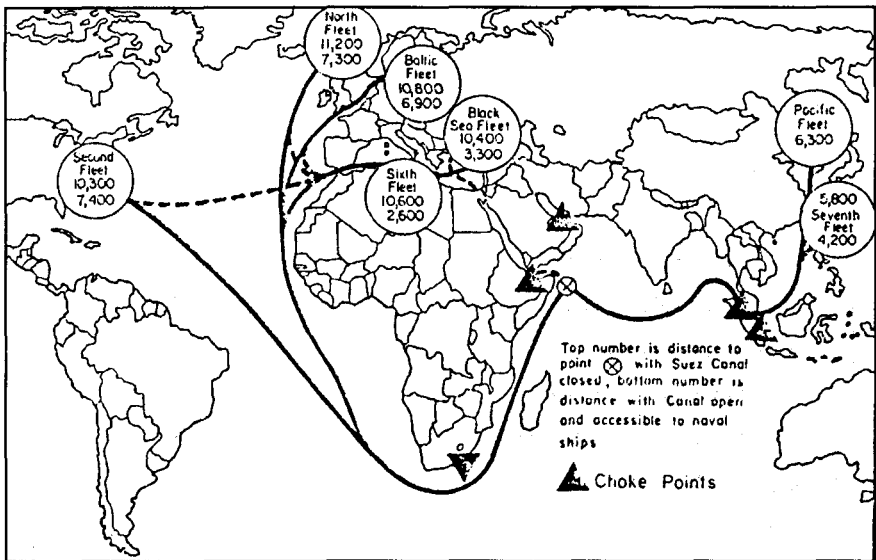 North
Fleet
11,200
7,300
Baltic
Fleet
10,800
6,900
Black
Sea Fleet
10,400
3,300
Pacific
Fleet
6,300
Second
Fleet
10,300
7,400
Sixth
Fleet
10,600
2,600
5,800
Seventh
Fleet
4,200
Top number is distance to
point ⊗ with Suez Canal
closed, bottom number is
distance with Canal open
and accessible to naval
ships
Choke Points